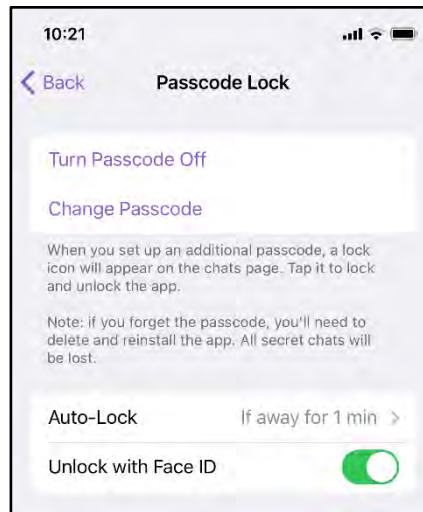 10:21
Back Passcode Lock
Turn Passcode Off
Change Passcode
When you set up an additional passcode, a lock
icon will appear on the chats page. Tap it to lock
and unlock the app.
Note: if you forget the passcode, you'll need to
delete and reinstall the app. All secret chats will
be lost.
Auto-Lock If away for 1 min
Unlock with Face ID